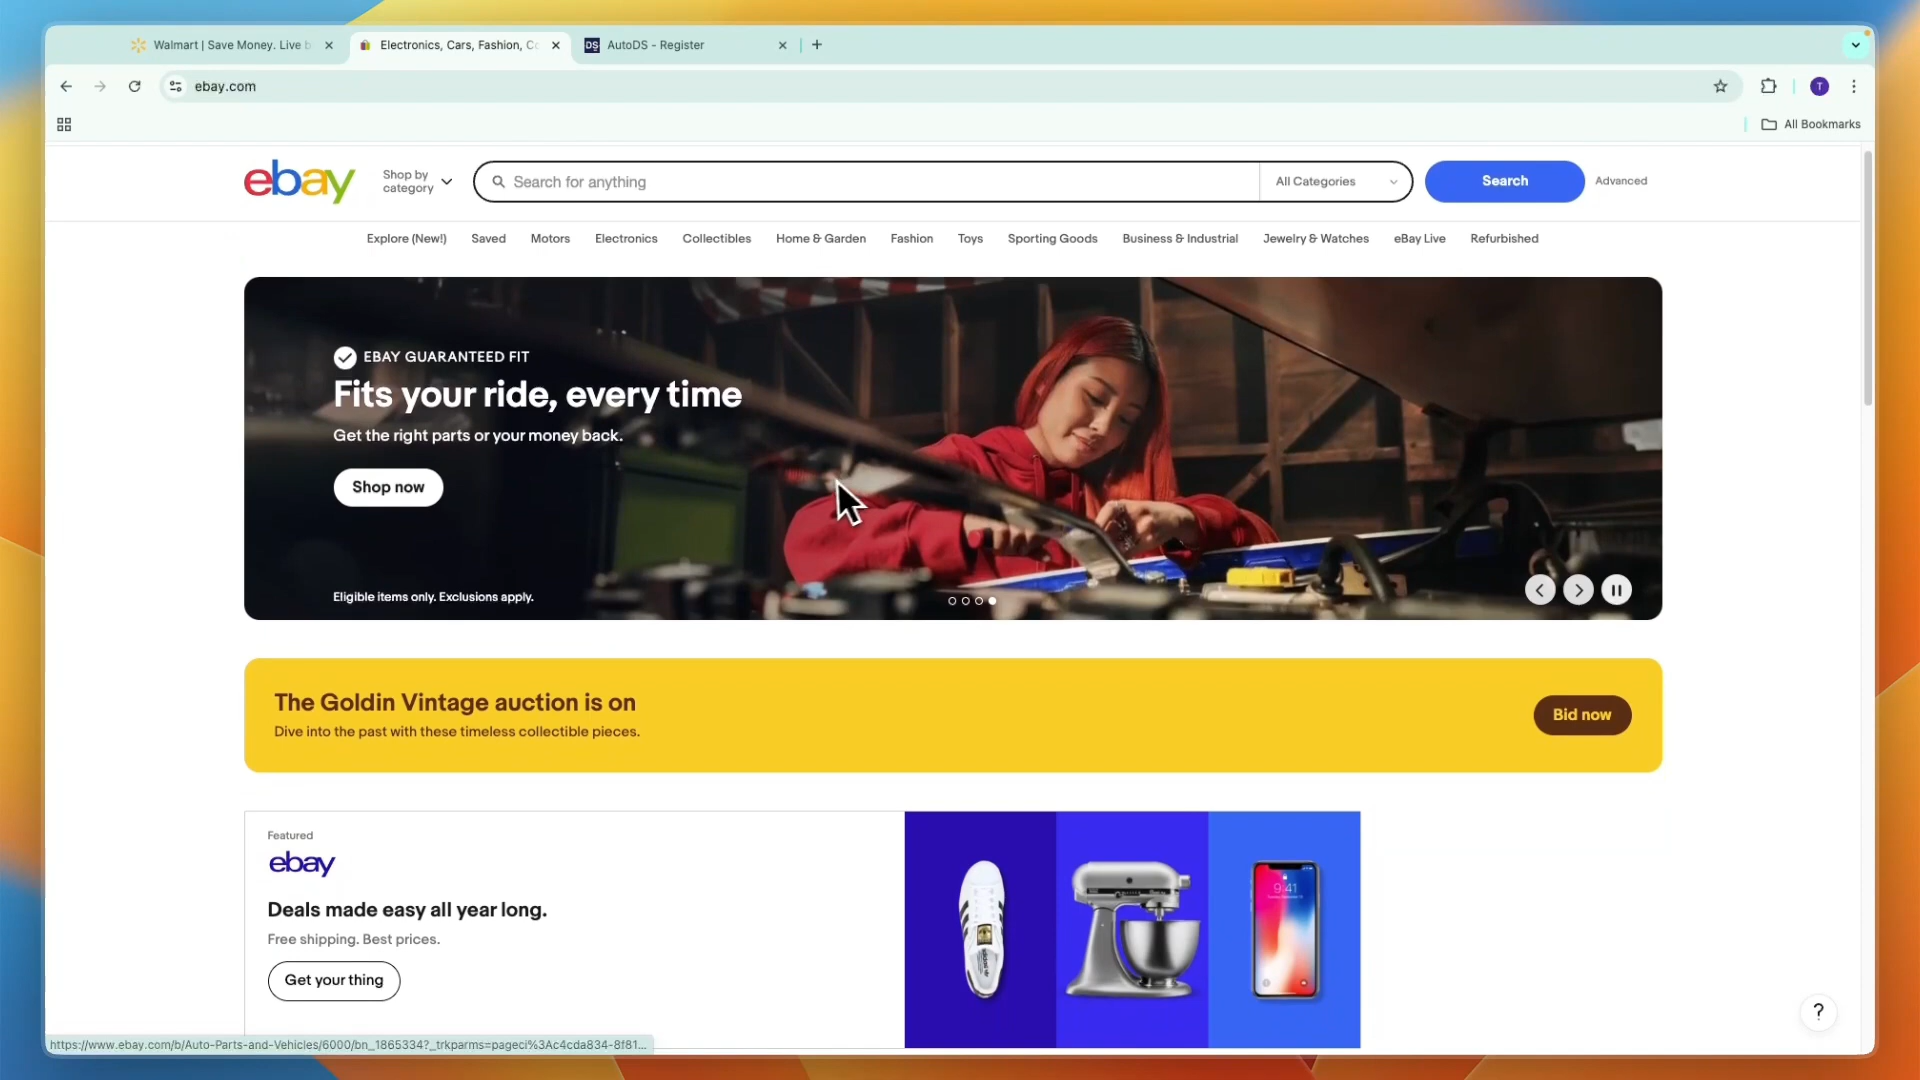 Walmart | Save Money. Live b
Electronics, Cars, Fashion, Co
DS
AutoDS - Register
ebay.com
T
All Bookmarks
ebay
Shop by
category
Search for anything
All Categories
Search
Advanced
Explore (New!)
Saved
Motors
Electronics
Collectibles
Home & Garden
Fashion
Toys
Sporting Goods
Business & Industrial
Jewelry & Watches
eBay Live
Refurbished
EBAY GUARANTEED FIT
Fits your ride, every time
Get the right parts or your money back.
Shop now
Eligible items only. Exclusions apply.
The Goldin Vintage auction is on
Dive into the past with these timeless collectible pieces.
Bid now
Featured
ebay
Deals made easy all year long.
Free shipping. Best prices.
Get your thing
9:41
?
https://www.ebay.com/b/Auto-Parts-and-Vehicles/6000/bn_1865334?_trkparms=pageci%3Ac4cda834-8f81...